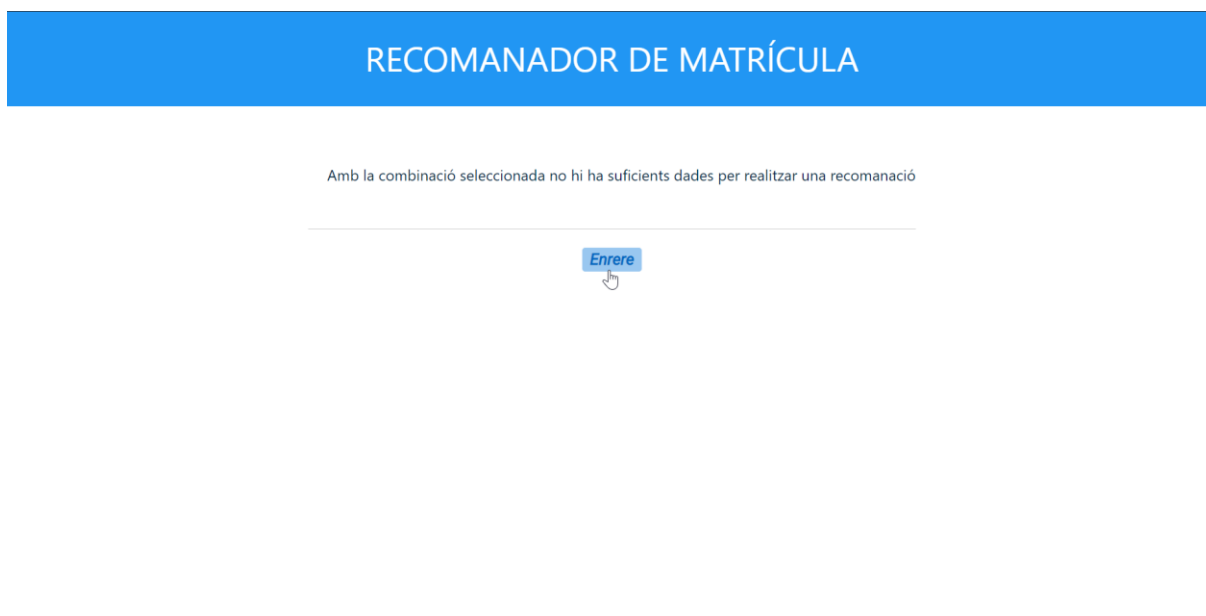 RECOMANADOR DE MATRÍCULA
Amb la combinació seleccionada no hi ha suficients dades per realitzar una recomanació
Enrere